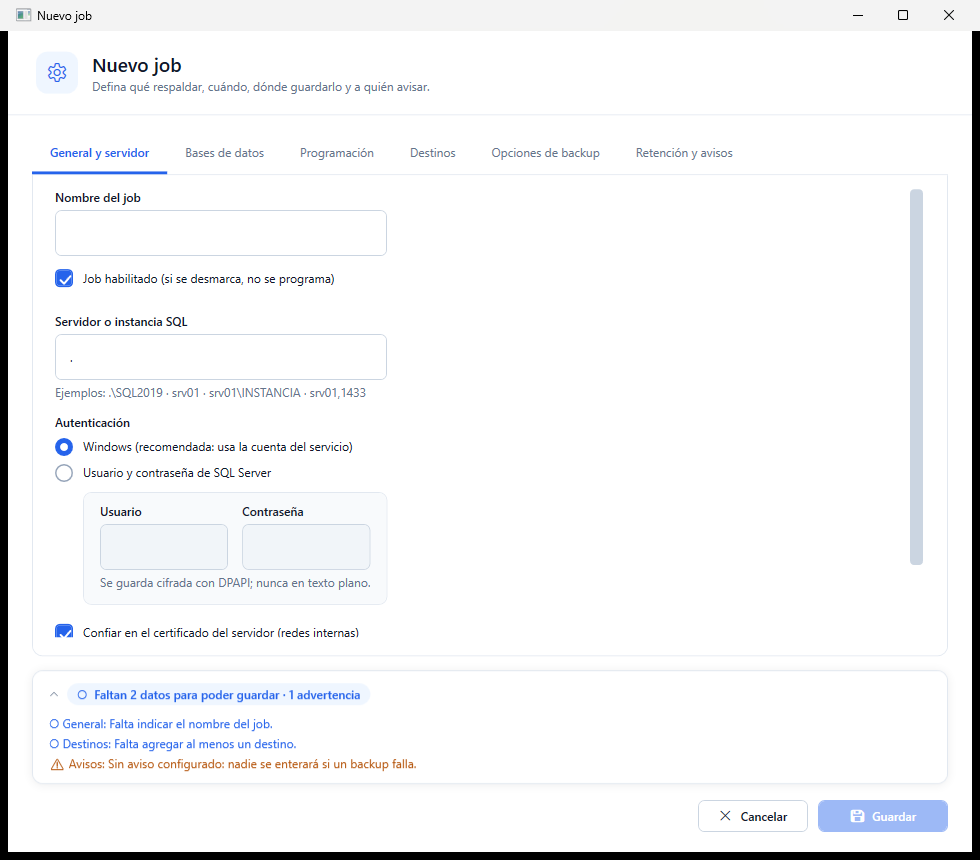 Nuevo job
Nuevo job
Defina qué respaldar, cuándo, dónde guardarlo y a quién avisar.
General y servidor Bases de datos Programación Destinos Opciones de backup Retención y avisos
Nombre del job
Job habilitado (si se desmarca, no se programa)
Servidor o instancia SQL
.
Ejemplos: .\SQL2019 · srv01 · srv01\INSTANCIA · srv01,1433
Autenticación
Windows (recomendada: usa la cuenta del servicio)
Usuario y contraseña de SQL Server
Usuario Contraseña
Se guarda cifrada con DPAPI; nunca en texto plano.
Confiar en el certificado del servidor (redes internas)
Faltan 2 datos para poder guardar · 1 advertencia
General: Falta indicar el nombre del job.
Destinos: Falta agregar al menos un destino.
Avisos: Sin aviso configurado: nadie se enterará si un backup falla.
Cancelar Guardar